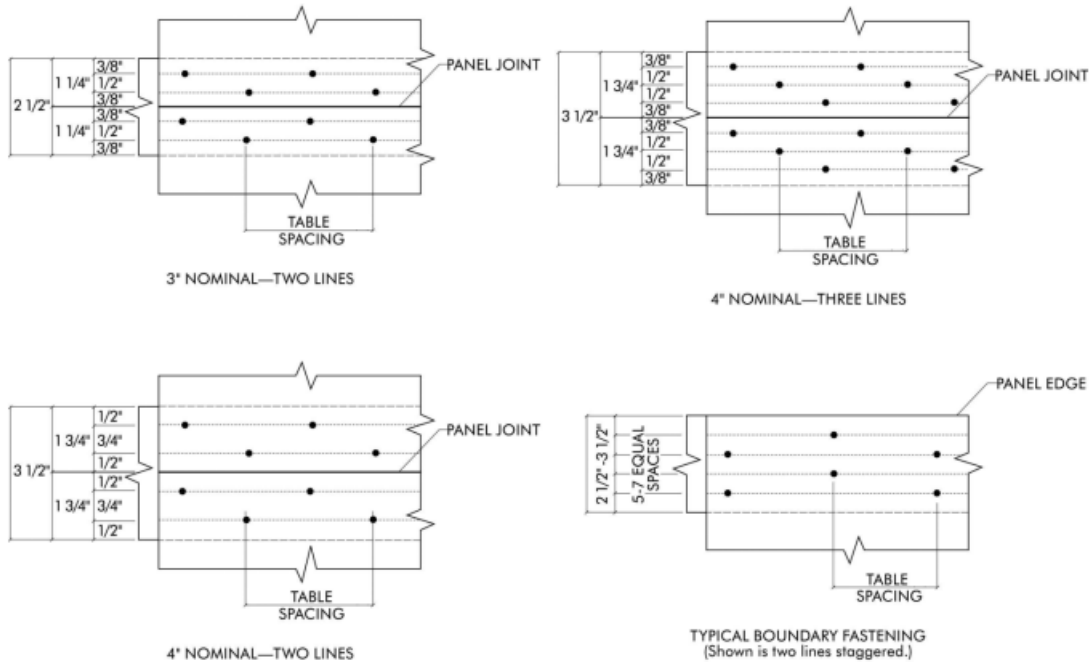 2 1/2"
1 1/4"
1 1/4"
3/8"
1/2"
3/8"
3/8"
1/2"
3/8"
PANEL JOINT
TABLE
SPACING
3" NOMINAL—TWO LINES
3 1/2"
1 3/4"
1 3/4"
3/8"
1/2"
1/2"
3/8"
3/8"
1/2"
1/2"
3/8"
PANEL JOINT
TABLE
SPACING
4" NOMINAL—THREE LINES
3 1/2"
1 3/4"
1 3/4"
1/2"
3/4"
1/2"
1/2"
3/4"
1/2"
PANEL JOINT
TABLE
SPACING
4" NOMINAL—TWO LINES
2 1/2" -3 1/2"
5-7 EQUAL
SPACES
PANEL EDGE
TABLE
SPACING
TYPICAL BOUNDARY FASTENING
(Shown is two lines staggered.)